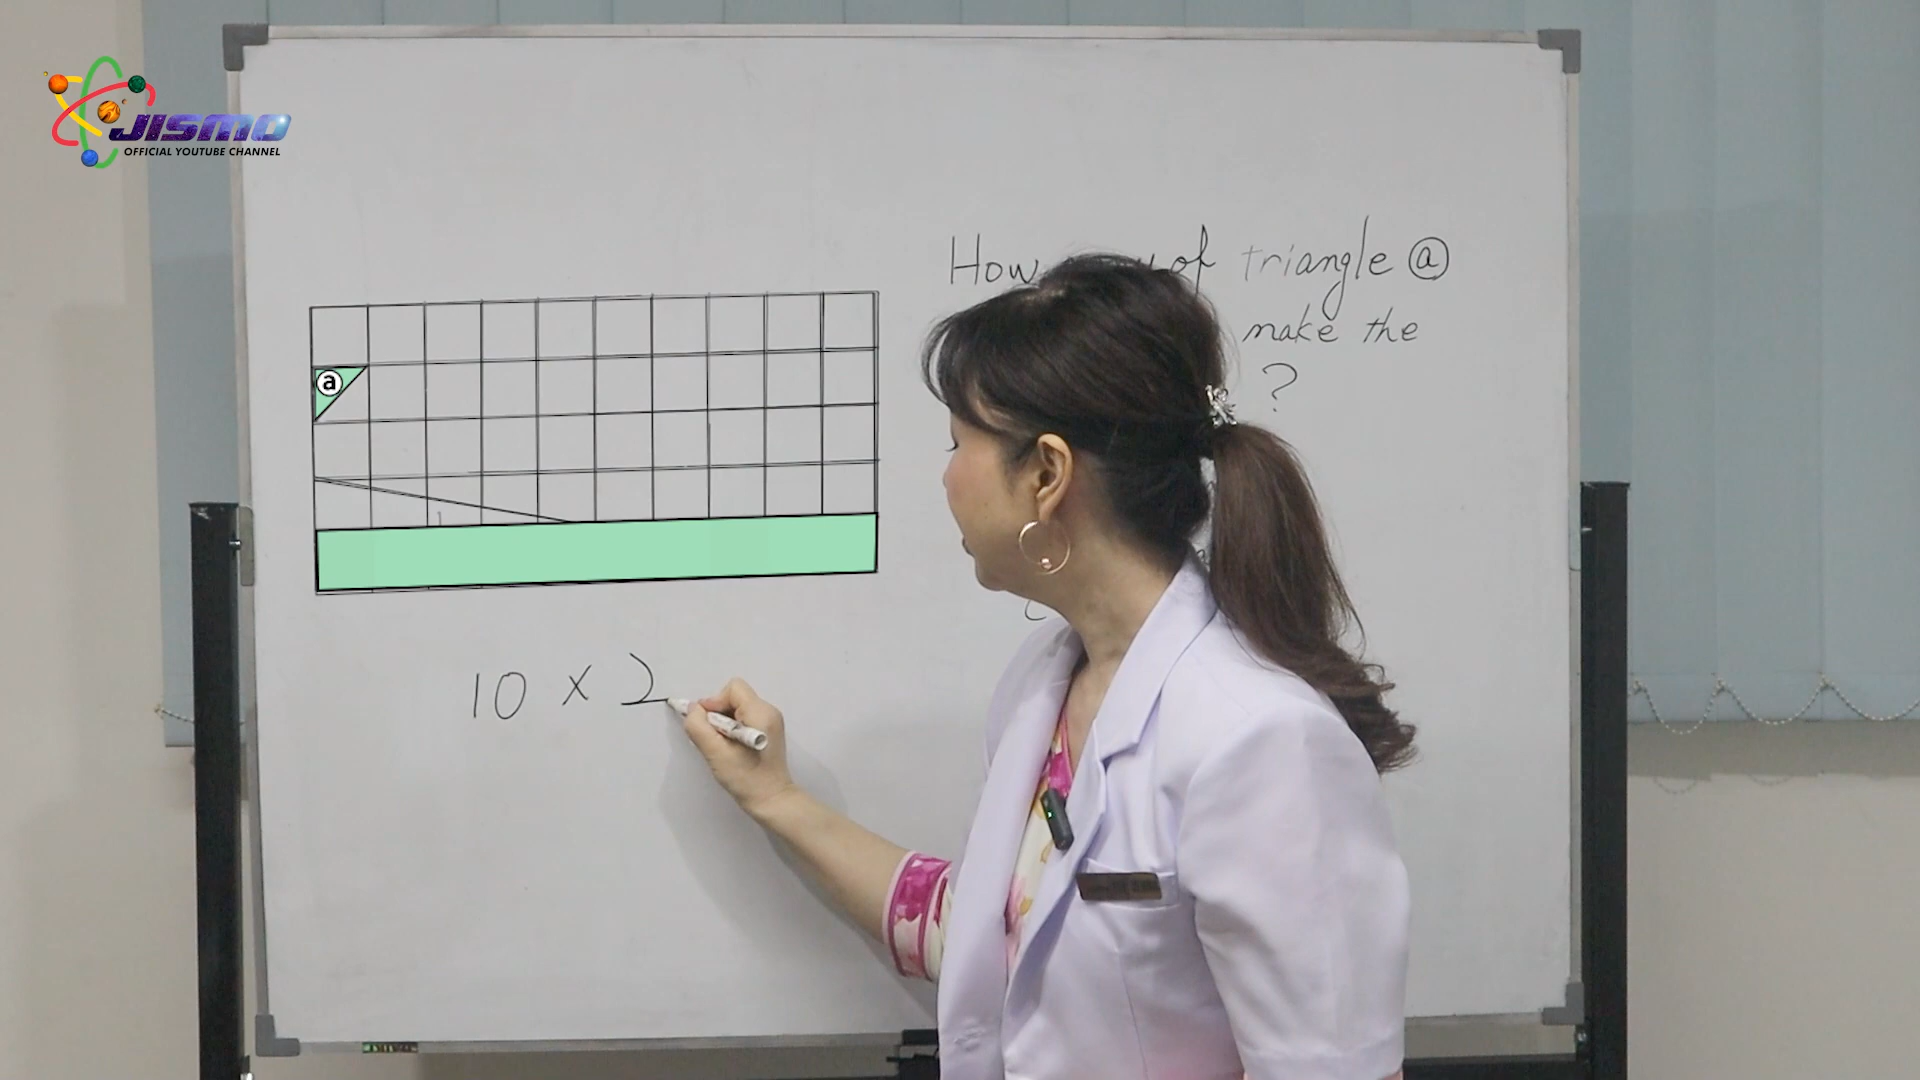 JISMO
OFFICIAL YOUTUBE CHANNEL
How of triangle ⓐ
make the
?
ⓐ
10 × 2